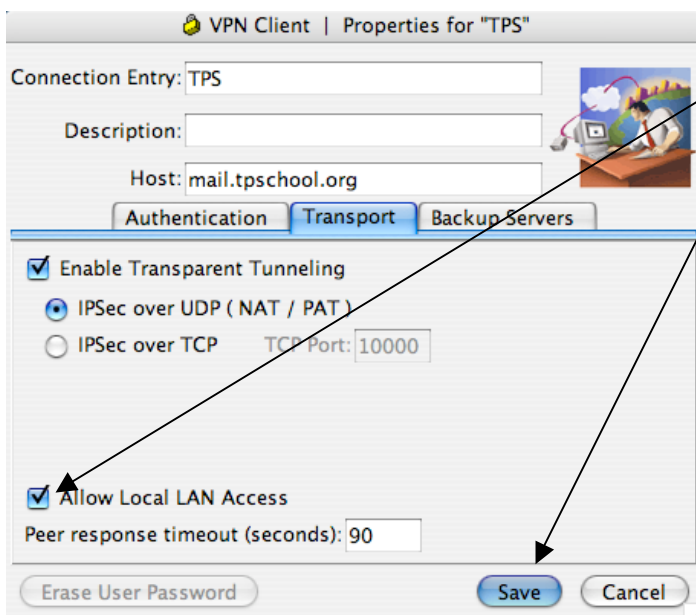 VPN Client | Properties for "TPS"
Connection Entry: TPS
Description:
Host: mail.tpschool.org
Authentication Transport Backup Servers
Enable Transparent Tunneling
IPSec over UDP ( NAT / PAT )
IPSec over TCP TCP Port: 10000
Allow Local LAN Access
Peer response timeout (seconds): 90
Erase User Password Save Cancel